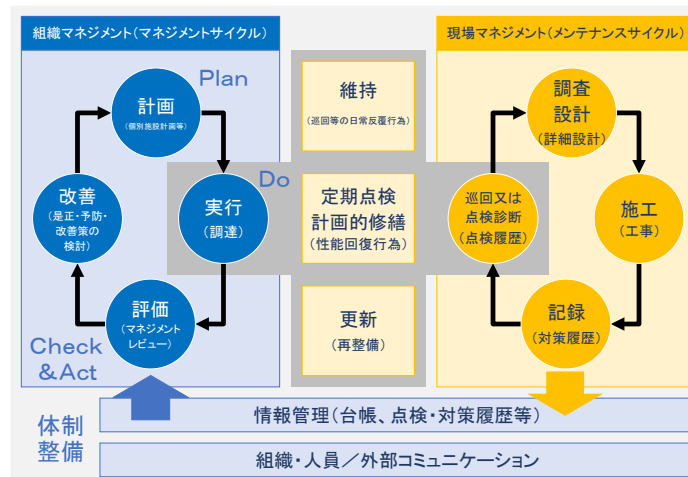 組織マネジメント(マネジメントサイクル)
Plan
計画
(個別施設計画等)
Do
実行
(調達)
改善
(是正・予防・
改善策の
検討)
評価
(マネジメント
レビュー)
Check
&Act
維持
(巡回等の日常反復行為)
定期点検
計画的修繕
(性能回復行為)
更新
(再整備)
現場マネジメント(メンテナンスサイクル)
調査
設計
(詳細設計)
巡回又は
点検診断
(点検履歴)
施工
(工事)
記録
(対策履歴)
体制
整備
情報管理(台帳、点検・対策履歴等)
組織・人員/外部コミュニケーション